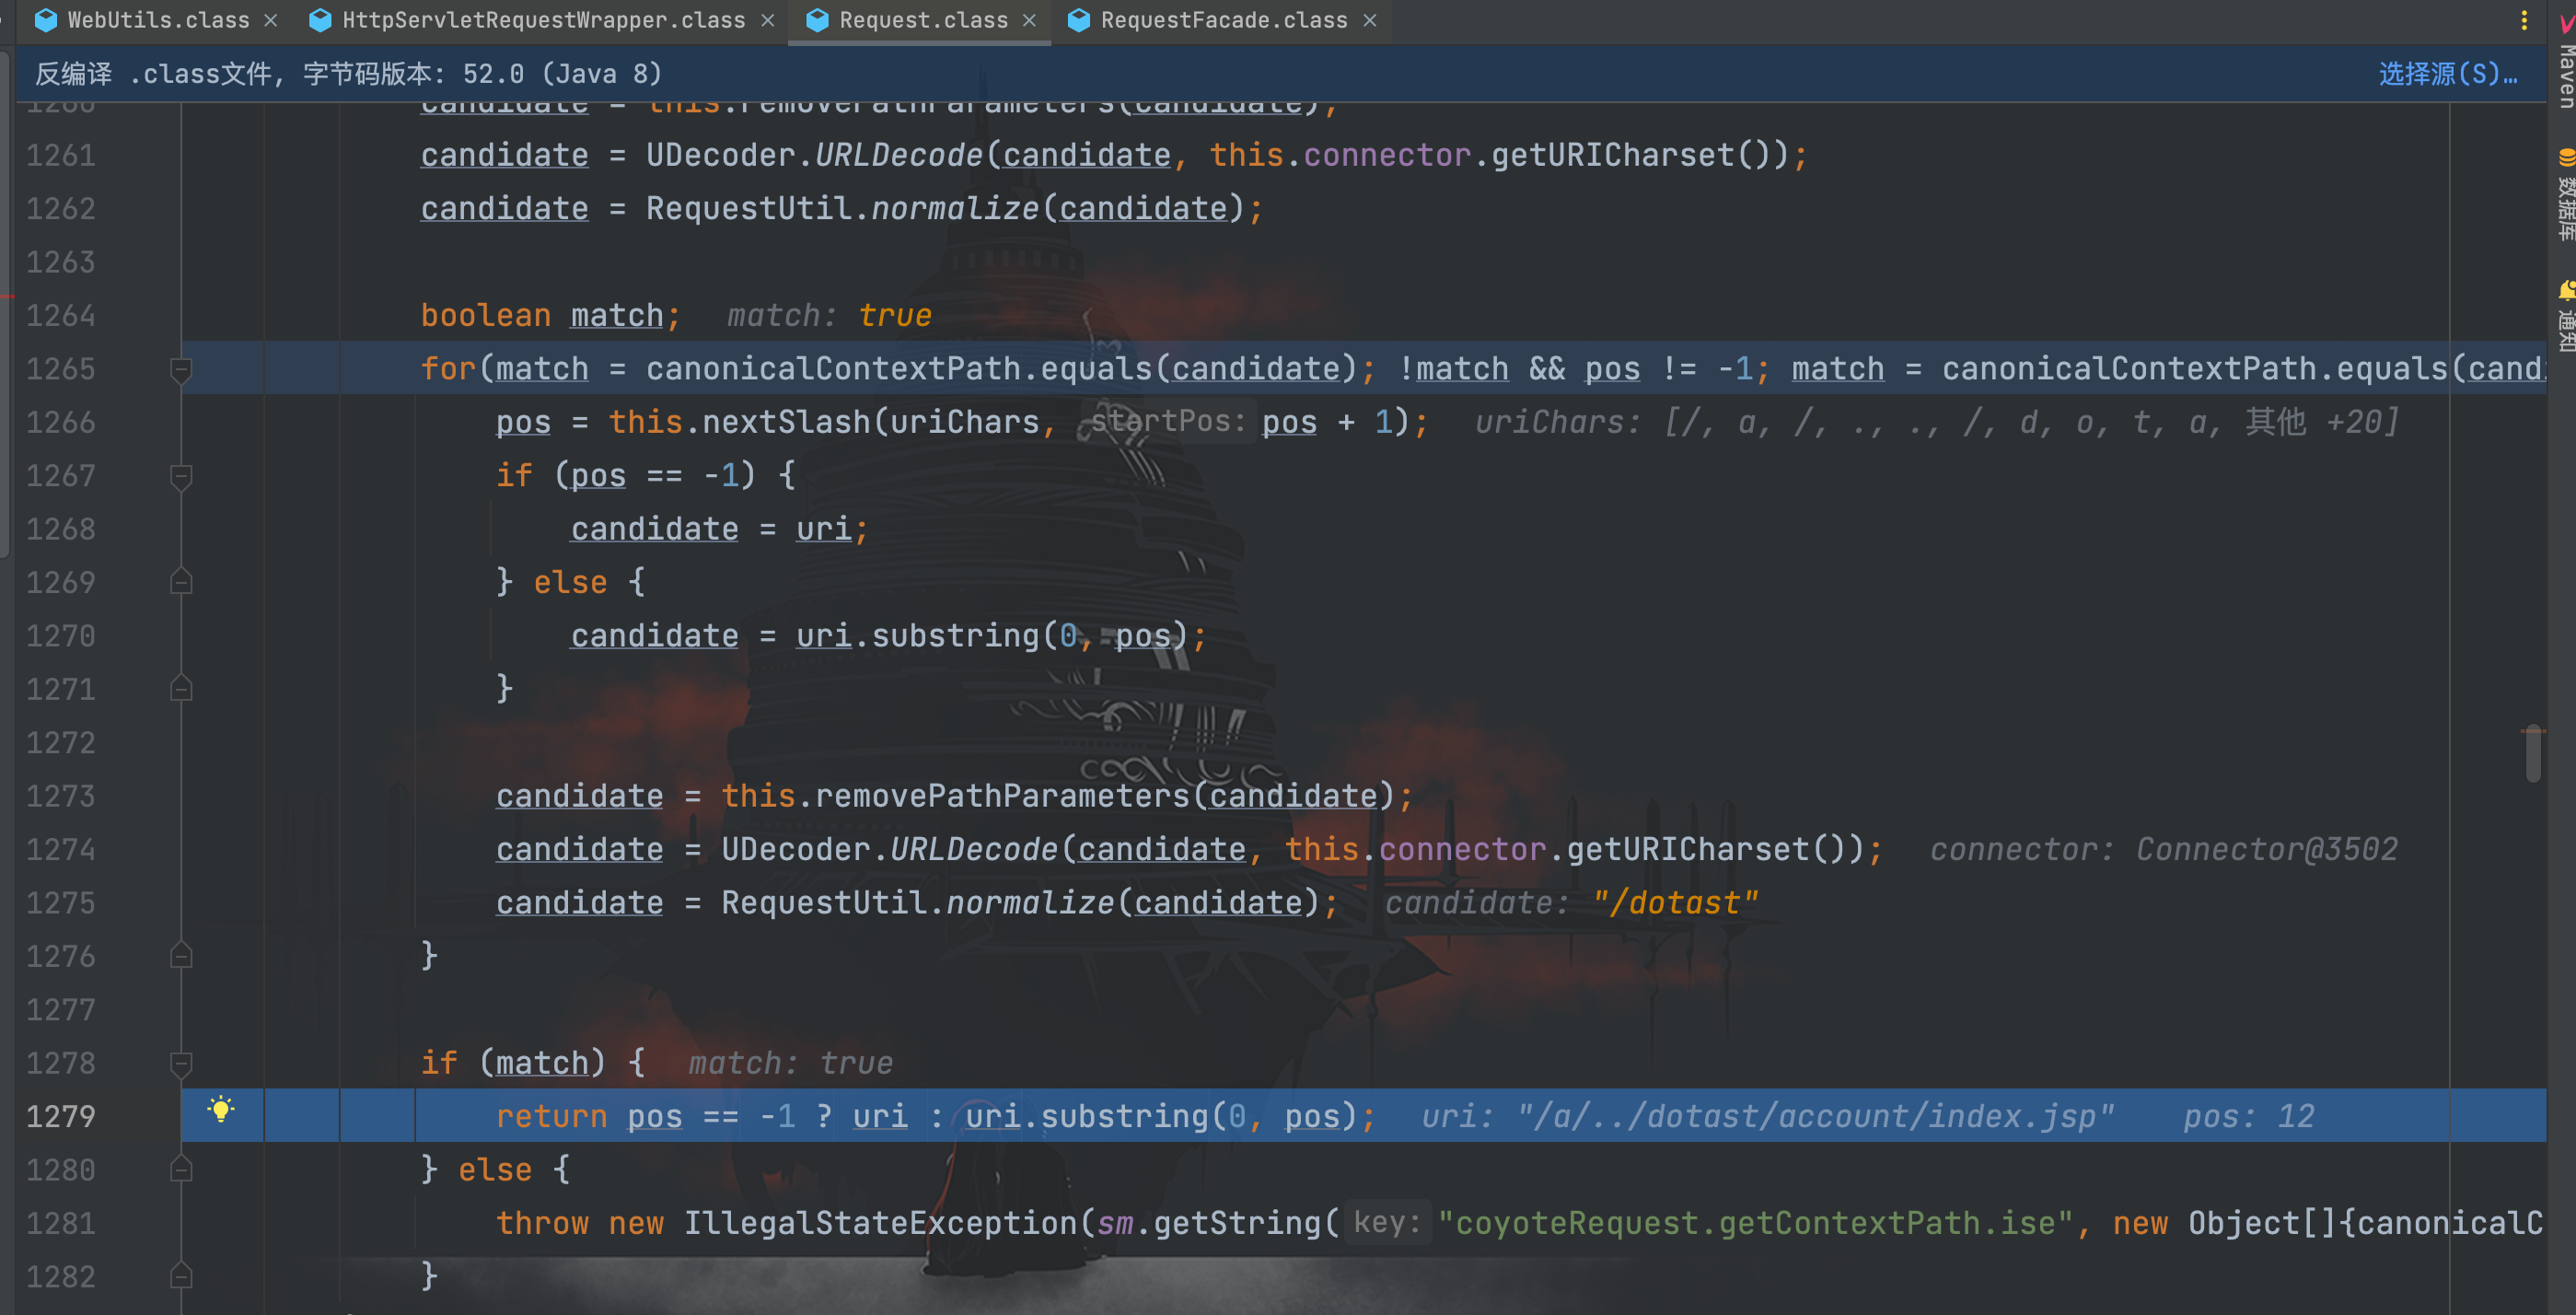 WebUtils.class HttpServletRequestWrapper.class Request.class RequestFacade.class
反编译 .class文件, 字节码版本: 52.0 (Java 8) 选择源(S)…
1260 candidate = this.removePathParameters(candidate);
1261 candidate = UDecoder.URLDecode(candidate, this.connector.getURICharset());
1262 candidate = RequestUtil.normalize(candidate);
1263
1264 boolean match; match: true
1265 for(match = canonicalContextPath.equals(candidate); !match && pos != -1; match = canonicalContextPath.equals(candi
1266 pos = this.nextSlash(uriChars, startPos: pos + 1); uriChars: [/, a, /, ., ., /, d, o, t, a, 其他 +20]
1267 if (pos == -1) {
1268 candidate = uri;
1269 } else {
1270 candidate = uri.substring(0, pos);
1271 }
1272
1273 candidate = this.removePathParameters(candidate);
1274 candidate = UDecoder.URLDecode(candidate, this.connector.getURICharset()); connector: Connector@3502
1275 candidate = RequestUtil.normalize(candidate); candidate: "/dotast"
1276 }
1277
1278 if (match) { match: true
1279 return pos == -1 ? uri : uri.substring(0, pos); uri: "/a/../dotast/account/index.jsp" pos: 12
1280 } else {
1281 throw new IllegalStateException(sm.getString( key: "coyoteRequest.getContextPath.ise", new Object[]{canonicalC
1282 }
Maven
数据库
通知